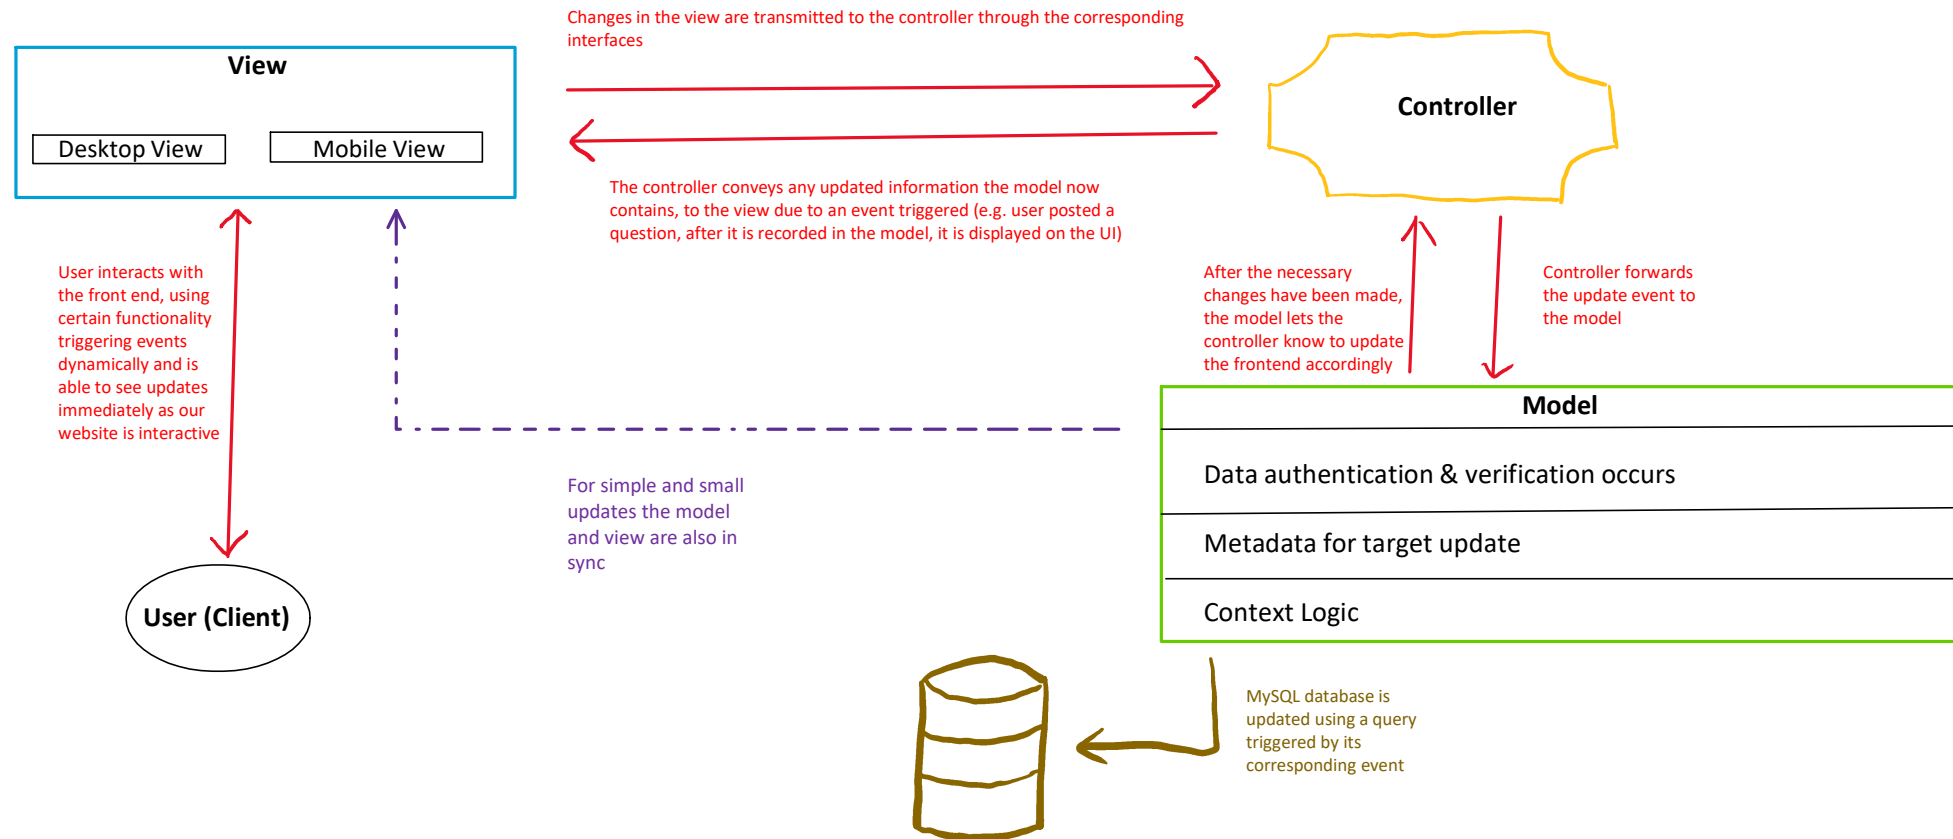 Changes in the view are transmitted to the controller through the corresponding
interfaces
View
Desktop View
Mobile View
Controller
The controller conveys any updated information the model now
contains, to the view due to an event triggered (e.g. user posted a
question, after it is recorded in the model, it is displayed on the UI)
User interacts with
the front end, using
certain functionality
triggering events
dynamically and is
able to see updates
immediately as our
website is interactive
After the necessary
changes have been made,
the model lets the
controller know to update
the frontend accordingly
Controller forwards
the update event to
the model
Model
Data authentication & verification occurs
Metadata for target update
Context Logic
For simple and small
updates the model
and view are also in
sync
User (Client)
MySQL database is
updated using a query
triggered by its
corresponding event